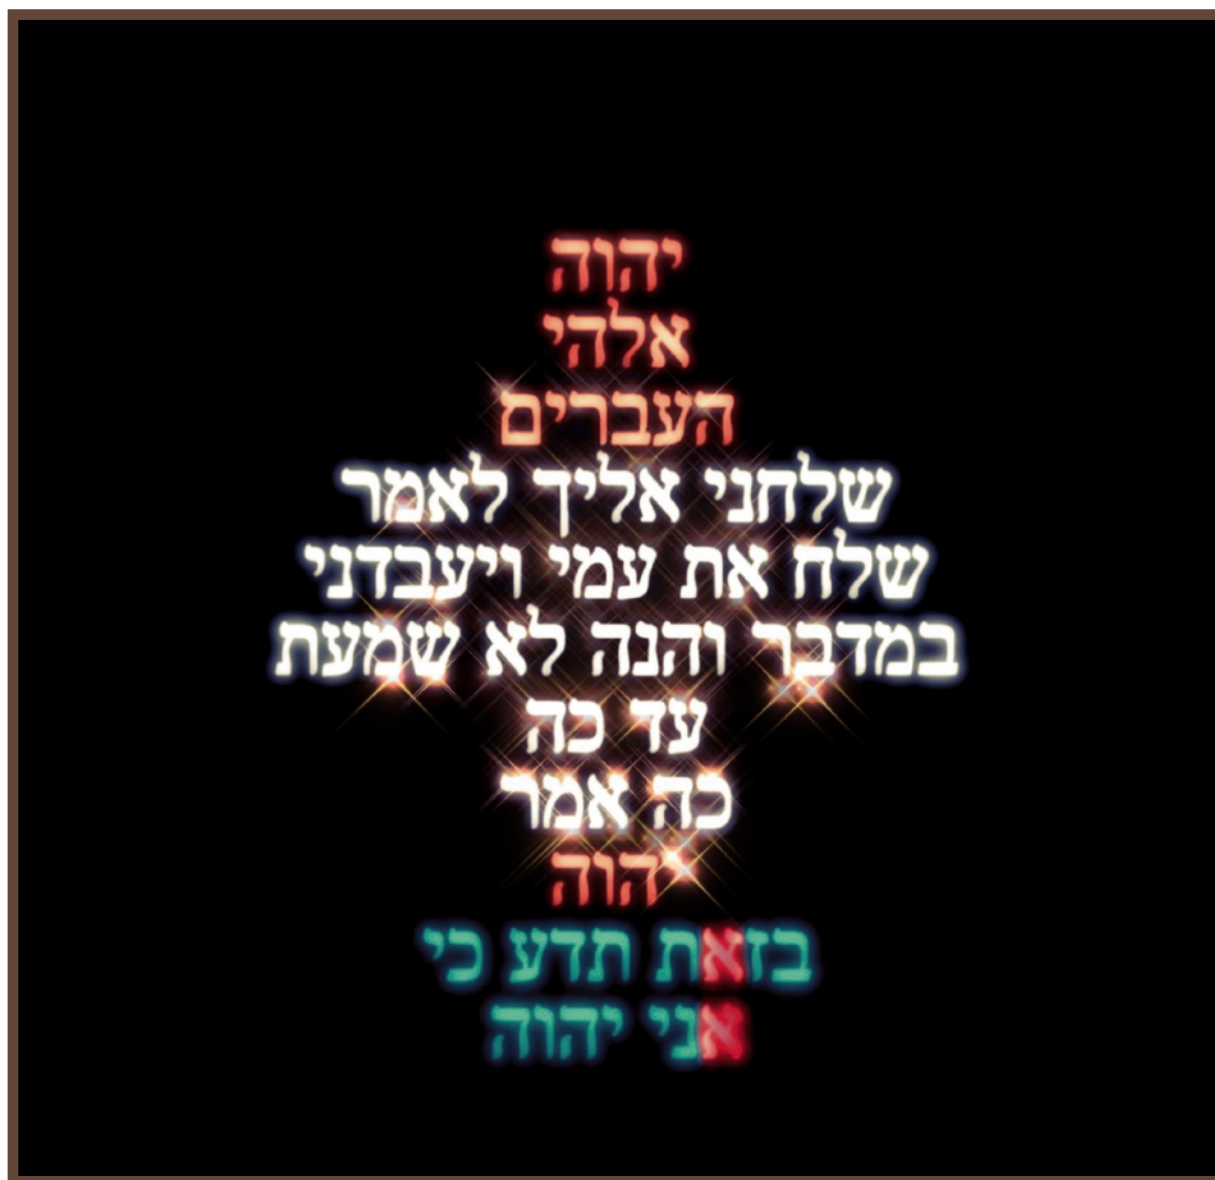 יהוה
אלהי
העברים
שלחני אליך לאמר
שלח את עמי ויעבדני
במדבר והנה לא שמעת
עד כה
כה אמר
יהוה
בזאת תדע כי
אני יהוה